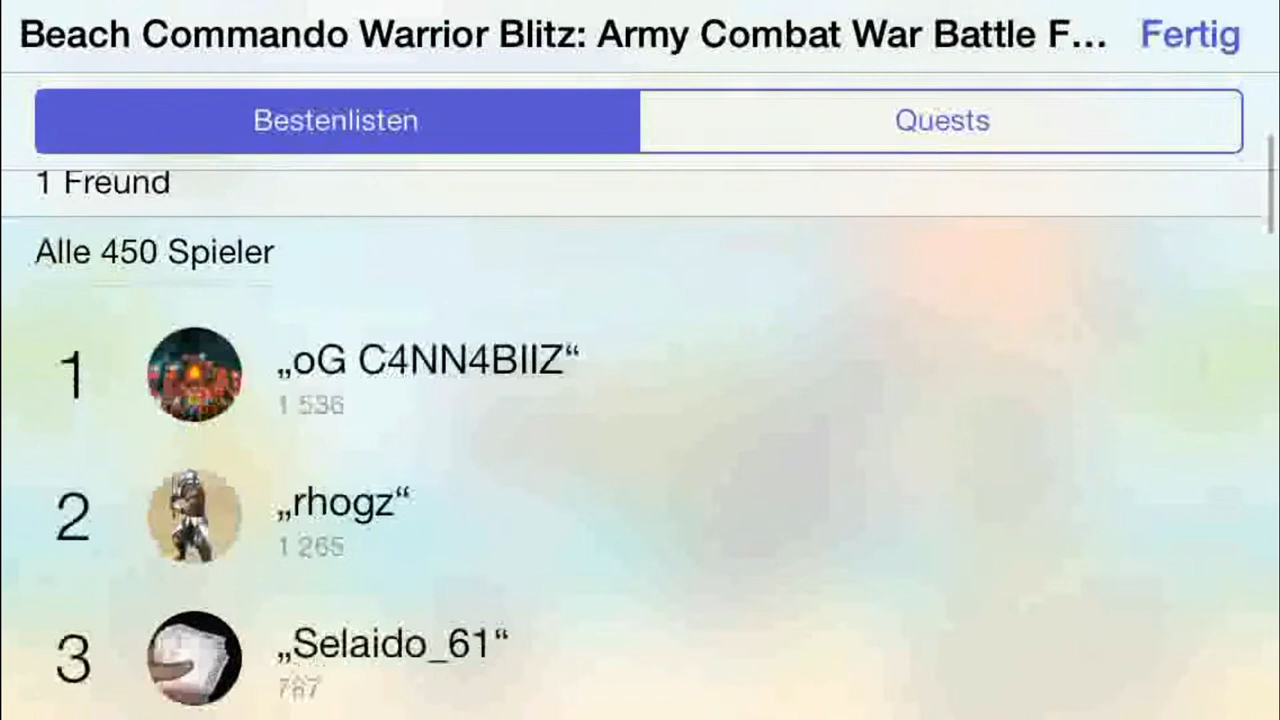 Beach Commando Warrior Blitz: Army Combat War Battle F... Fertig
Bestenlisten Quests
1 Freund
Alle 450 Spieler
1 „oG C4NN4BIIZ“
1 536
2 „rhogz“
1 265
3 „Selaido_61“
767